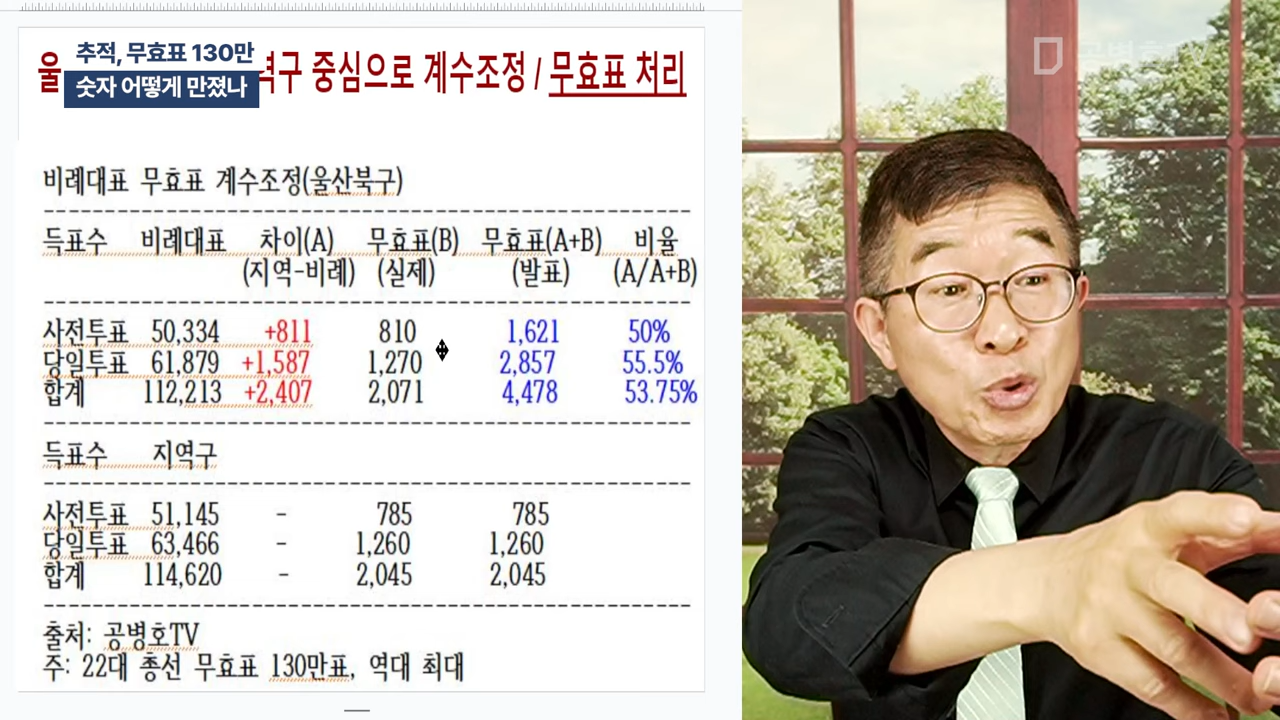 추적, 무효표 130만
숫자 어떻게 만졌나
울
역구 중심으로 계수조정 / 무효표 처리
공병호TV
비례대표 무효표 계수조정(울산북구)
득표수 비례대표 차이(A) 무효표(B) 무효표(A+B) 비율
(지역-비례) (실제) (발표) (A/A+B)
사전투표 50,334 +811 810 1,621 50%
당일투표 61,879 +1,587 1,270 2,857 55.5%
합계 112,213 +2,407 2,071 4,478 53.75%
득표수 지역구
사전투표 51,145 - 785 785
당일투표 63,466 - 1,260 1,260
합계 114,620 - 2,045 2,045
출처: 공병호TV
주: 22대 총선 무효표 130만표, 역대 최대